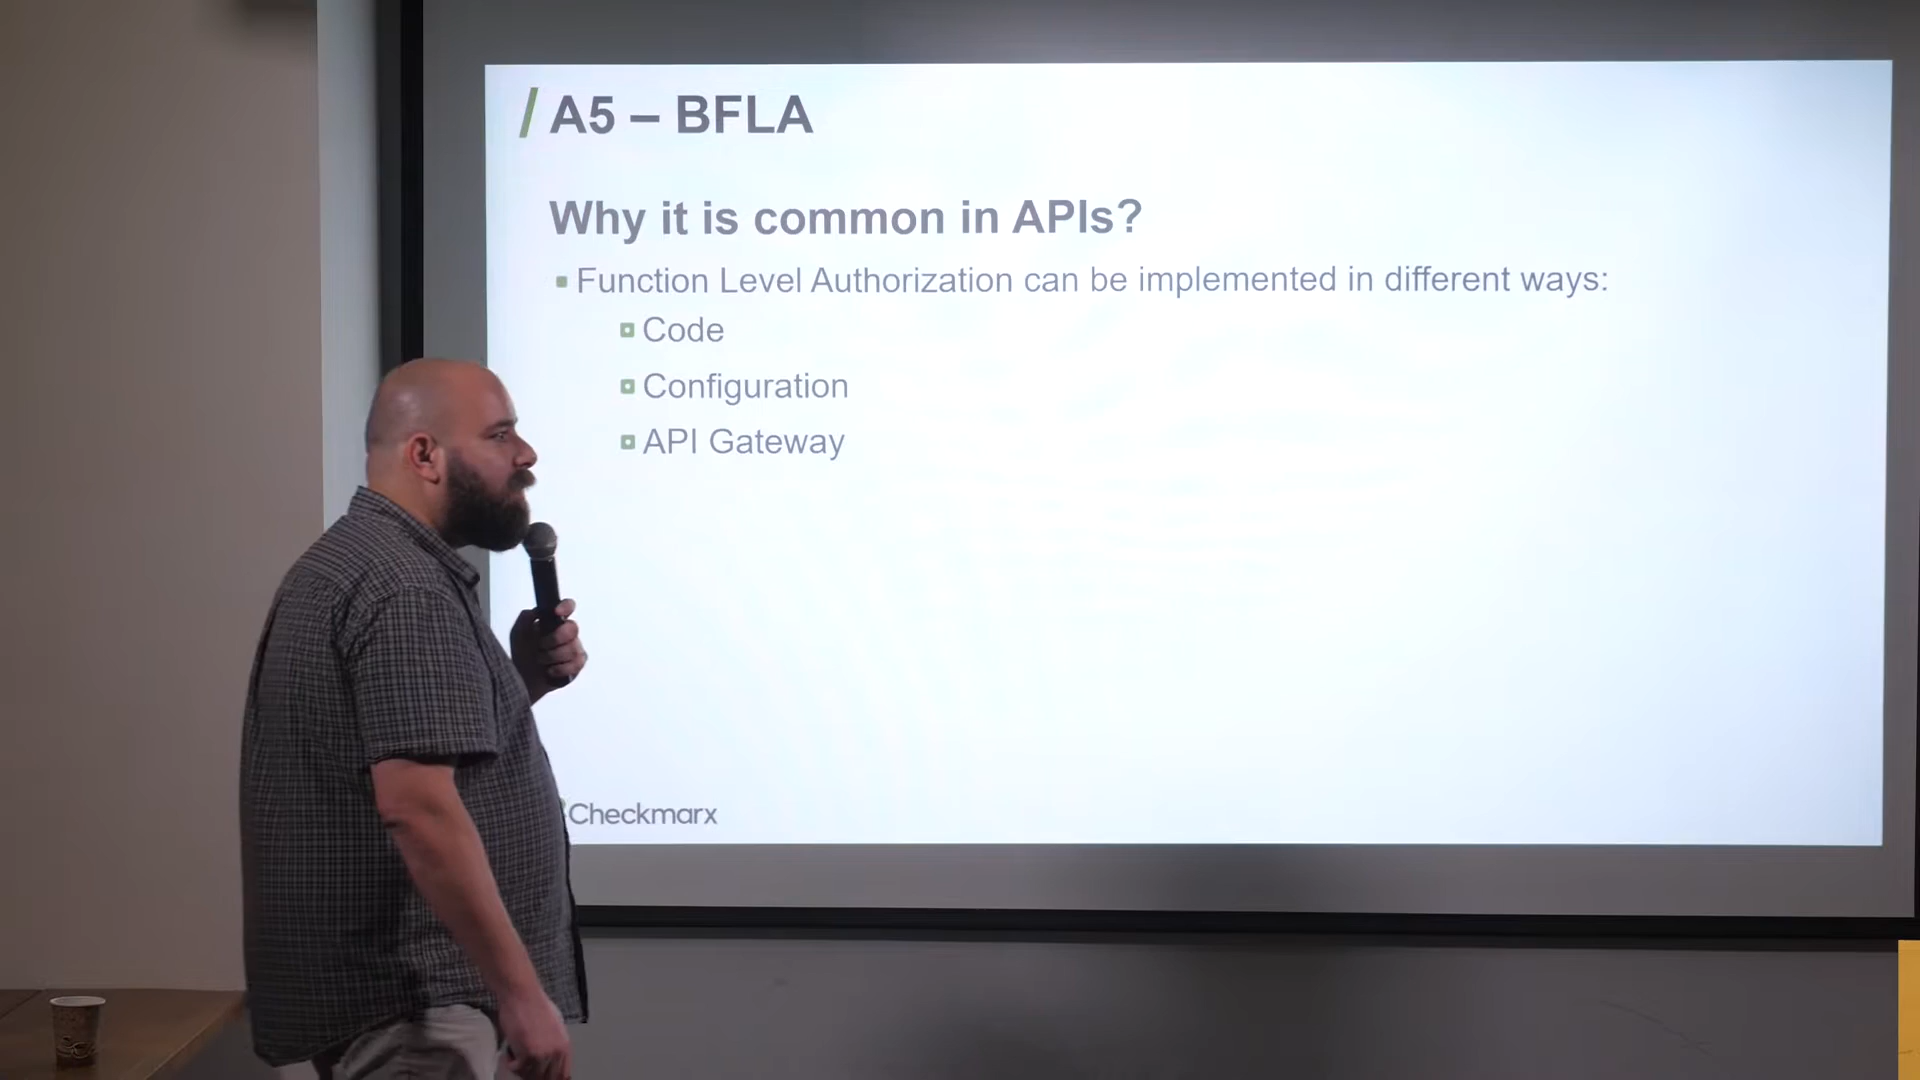 / A5 – BFLA
Why it is common in APIs?
Function Level Authorization can be implemented in different ways:
Code
Configuration
API Gateway
Checkmarx